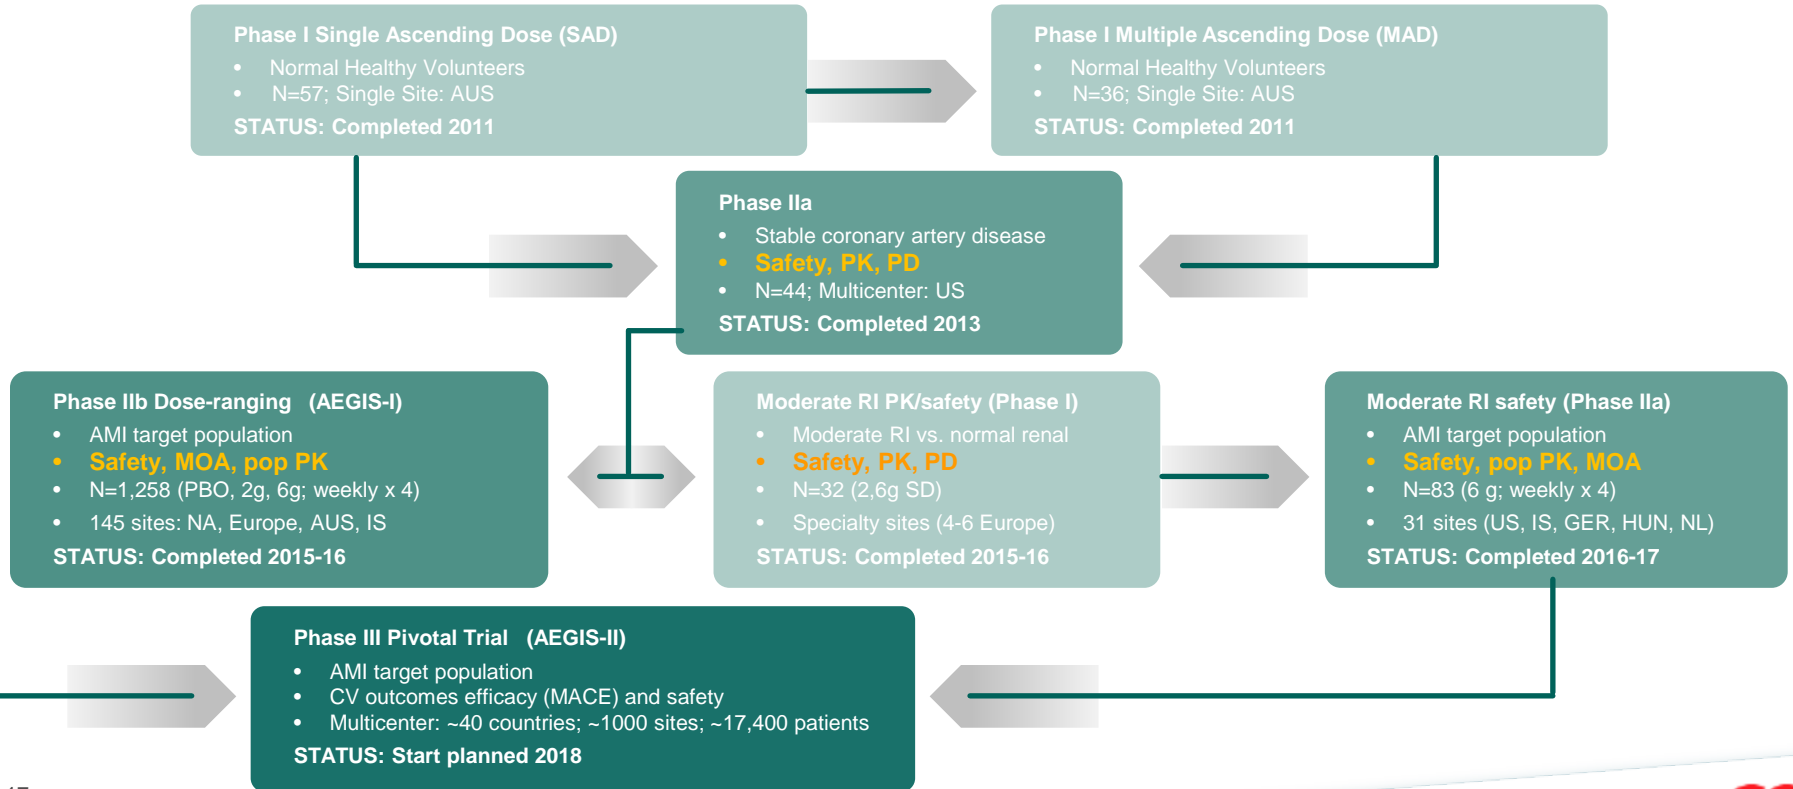 Phase I Single Ascending Dose (SAD)
• Normal Healthy Volunteers
• N=57; Single Site: AUS
STATUS: Completed 2011
Phase I Multiple Ascending Dose (MAD)
• Normal Healthy Volunteers
• N=36; Single Site: AUS
STATUS: Completed 2011
Phase IIa
• Stable coronary artery disease
• Safety, PK, PD
• N=44; Multicenter: US
STATUS: Completed 2013
Phase IIb Dose-ranging (AEGIS-I)
• AMI target population
• Safety, MOA, pop PK
• N=1,258 (PBO, 2g, 6g; weekly x 4)
• 145 sites: NA, Europe, AUS, IS
STATUS: Completed 2015-16
Moderate RI PK/safety (Phase I)
• Moderate RI vs. normal renal
• Safety, PK, PD
• N=32 (2,6g SD)
• Specialty sites (4-6 Europe)
STATUS: Completed 2015-16
Moderate RI safety (Phase IIa)
• AMI target population
• Safety, pop PK, MOA
• N=83 (6 g; weekly x 4)
• 31 sites (US, IS, GER, HUN, NL)
STATUS: Completed 2016-17
Phase III Pivotal Trial (AEGIS-II)
• AMI target population
• CV outcomes efficacy (MACE) and safety
• Multicenter: ~40 countries; ~1000 sites; ~17,400 patients
STATUS: Start planned 2018